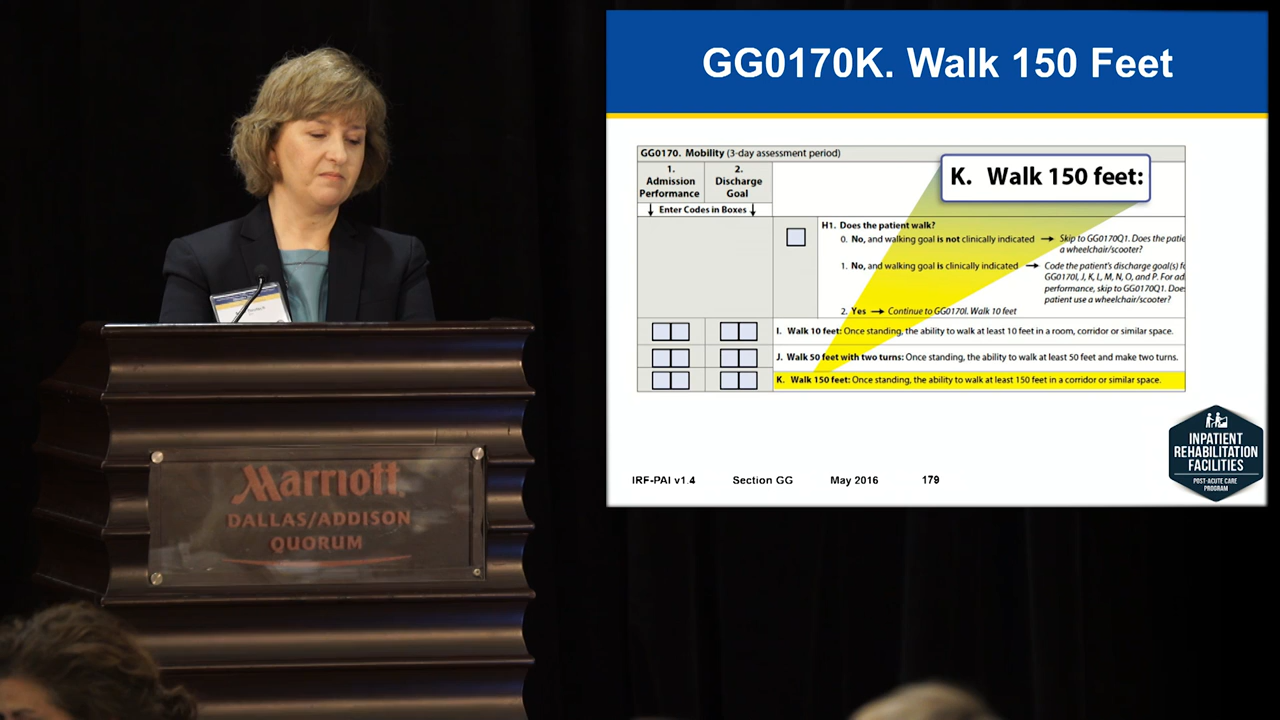 GG0170K. Walk 150 Feet
GG0170. Mobility (3-day assessment period)
1.
Admission
Performance
2.
Discharge
Goal
Enter Codes in Boxes
K. Walk 150 feet:
H1. Does the patient walk?
0. No, and walking goal is not clinically indicated → Skip to GG0170Q1. Does the patie
a wheelchair/scooter?
1. No, and walking goal is clinically indicated → Code the patient's discharge goal(s) fo
GG0170I, J, K, L, M, N, O, and P. For ad
performance, skip to GG0170Q1. Does
patient use a wheelchair/scooter?
2. Yes → Continue to GG0170I. Walk 10 feet
I. Walk 10 feet: Once standing, the ability to walk at least 10 feet in a room, corridor or similar space.
J. Walk 50 feet with two turns: Once standing, the ability to walk at least 50 feet and make two turns.
K. Walk 150 feet: Once standing, the ability to walk at least 150 feet in a corridor or similar space.
INPATIENT
REHABILITATION
FACILITIES
POST-ACUTE CARE
PROGRAM
IRF-PAI v1.4 Section GG May 2016 179
Marriott
DALLAS/ADDISON
QUORUM